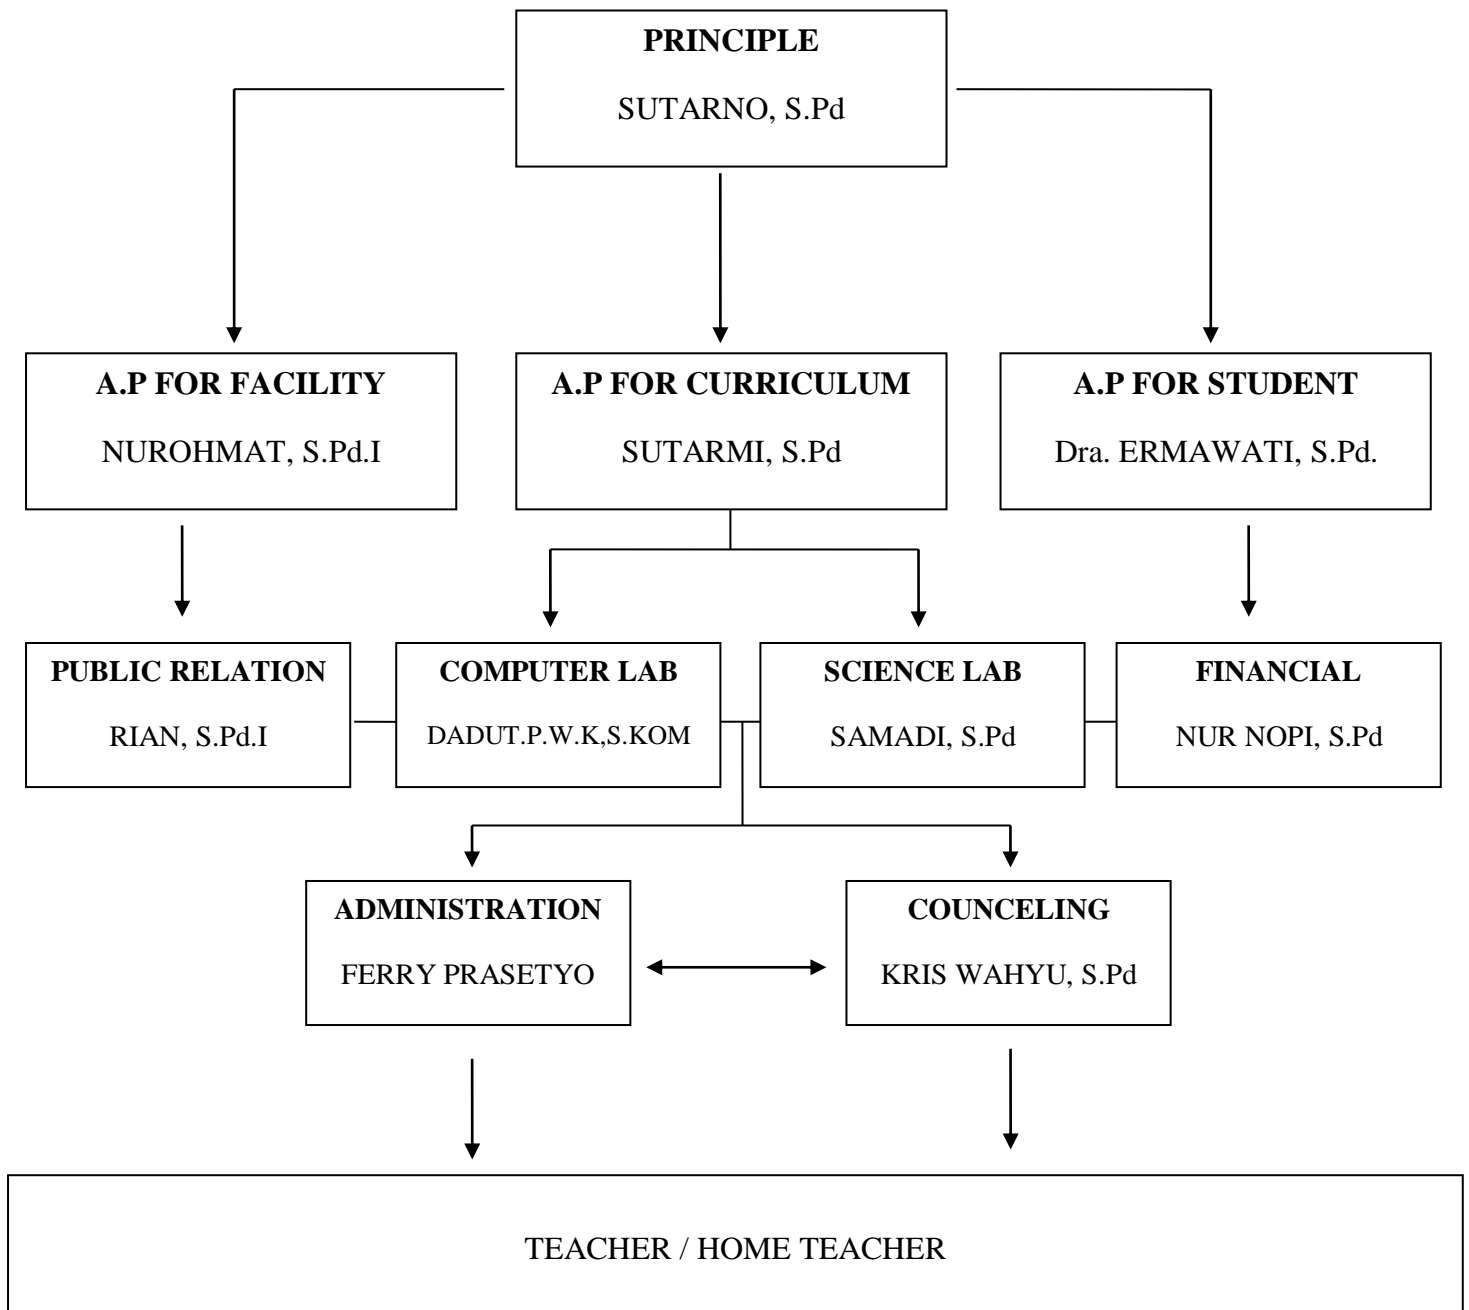 PRINCIPLE
SUTARNO, S.Pd
A.P FOR FACILITY
NUROHMAT, S.Pd.I
A.P FOR CURRICULUM
SUTARMI, S.Pd
A.P FOR STUDENT
Dra. ERMAWATI, S.Pd.
PUBLIC RELATION
RIAN, S.Pd.I
COMPUTER LAB
DADUT.P.W.K,S.KOM
SCIENCE LAB
SAMADI, S.Pd
FINANCIAL
NUR NOPI, S.Pd
ADMINISTRATION
FERRY PRASETYO
COUNCELING
KRIS WAHYU, S.Pd
TEACHER / HOME TEACHER